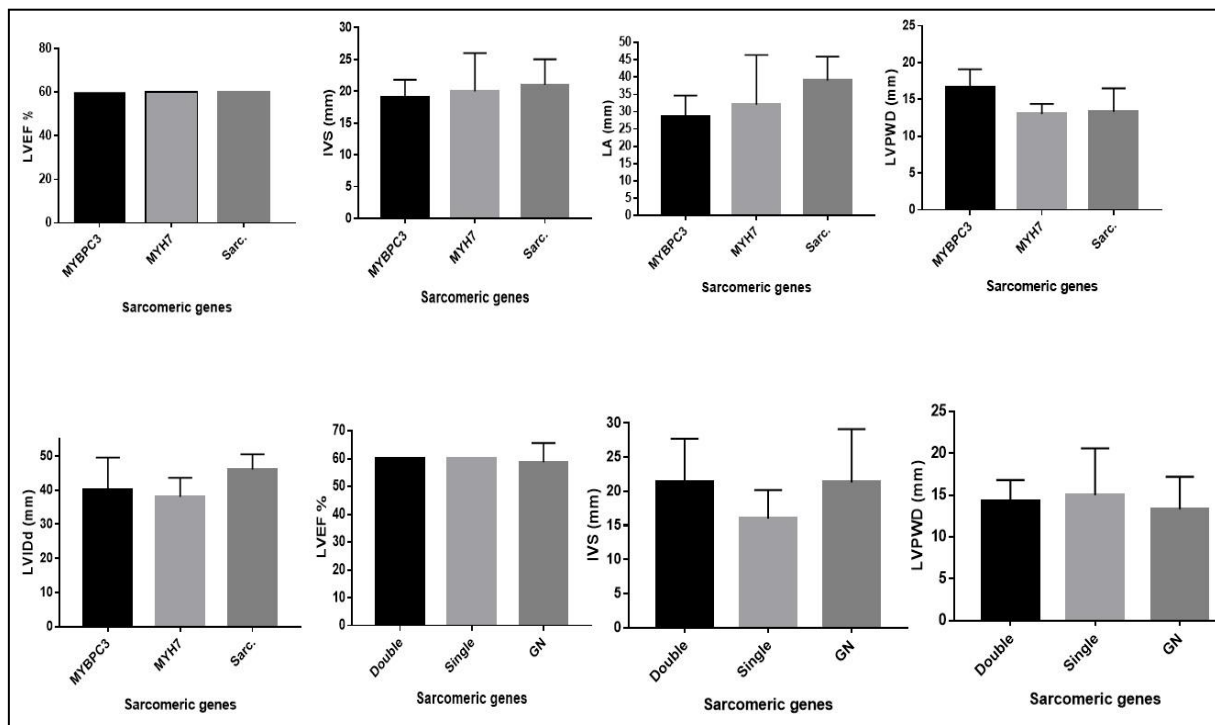 LVEF %
80
60
40
20
0
MYBPC3
MYH7
Sarc.
Sarcomeric genes
IVS (mm)
30
25
20
15
10
5
0
MYBPC3
MYH7
Sarc.
Sarcomeric genes
LA (mm)
50
45
40
35
30
25
20
15
10
5
0
MYBPC3
MYH7
Sarc.
Sarcomeric genes
LVPWD (mm)
25
20
15
10
5
0
MYBPC3
MYH7
Sarc.
Sarcomeric genes
LVIDd (mm)
50
40
30
20
10
0
MYBPC3
MYH7
Sarc.
Sarcomeric genes
LVEF %
70
60
50
40
30
20
10
0
Double
Single
GN
Sarcomeric genes
IVS (mm)
30
25
20
15
10
5
0
Double
Single
GN
Sarcomeric genes
LVPWD (mm)
25
20
15
10
5
0
Double
Single
GN
Sarcomeric genes